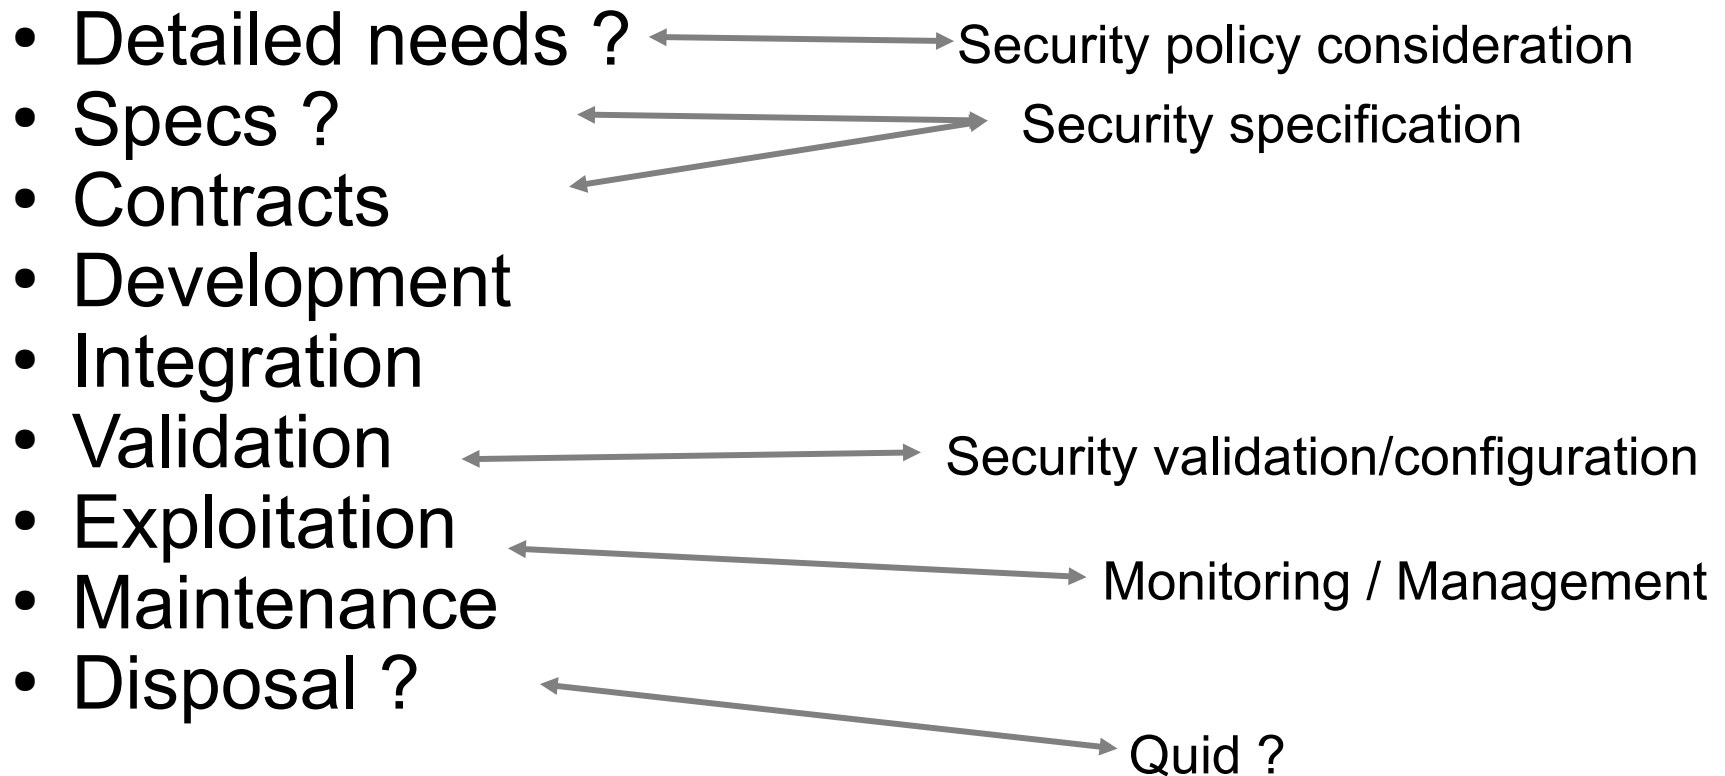 • Detailed needs ?
Security policy consideration
• Specs ?
Security specification
• Contracts
• Development
• Integration
• Validation
Security validation/configuration
• Exploitation
Monitoring / Management
• Maintenance
• Disposal ?
Quid ?